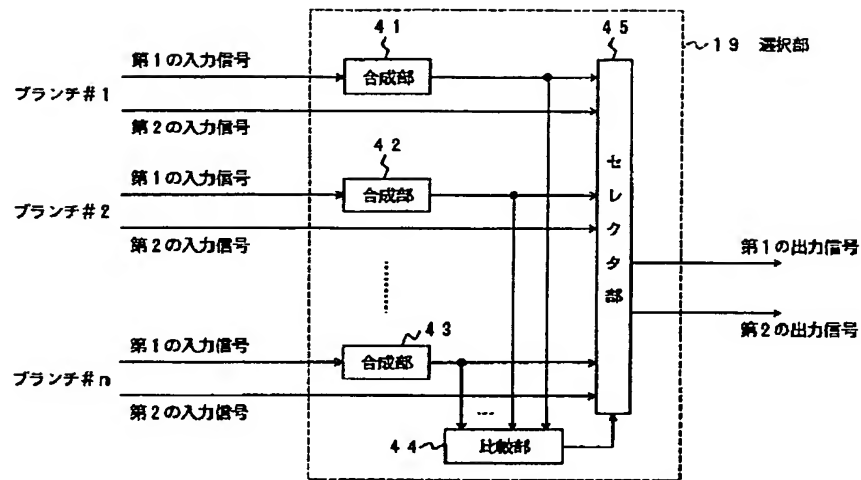 41
45
19 選択部
第1の入力信号
合成部
ブランチ#1
第2の入力信号
42
第1の入力信号
合成部
ブランチ#2
第2の入力信号
セレクタ部
第1の出力信号
第2の出力信号
43
第1の入力信号
合成部
ブランチ#n
第2の入力信号
44
比較部